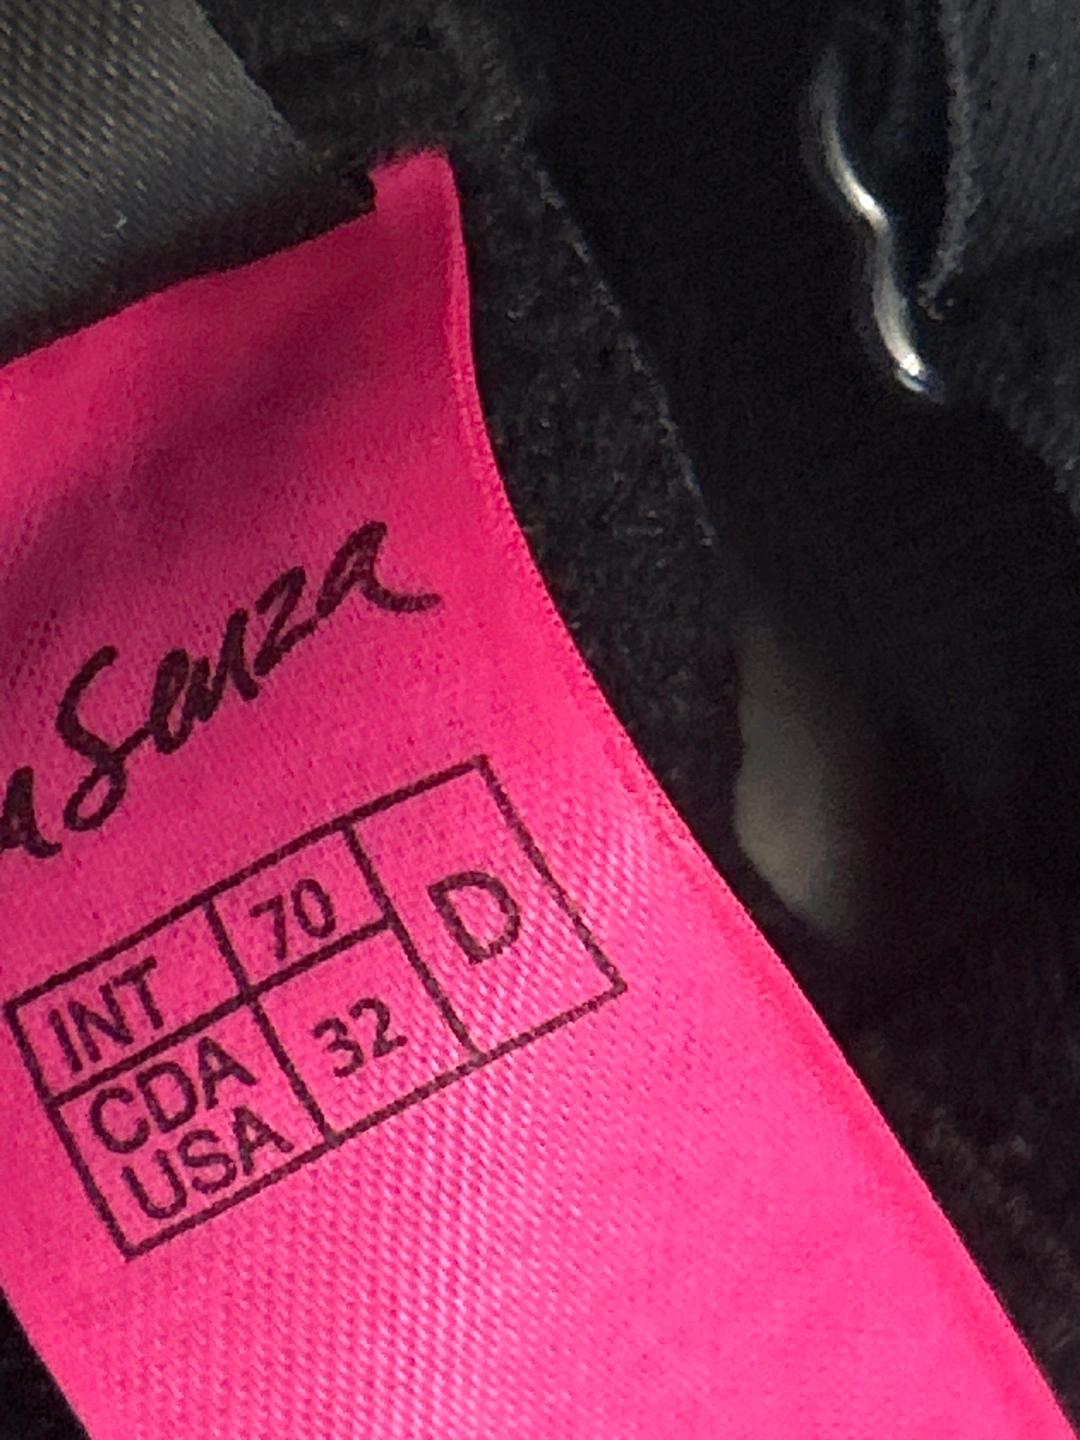 a Senza
INT 70 D
CDA USA 32